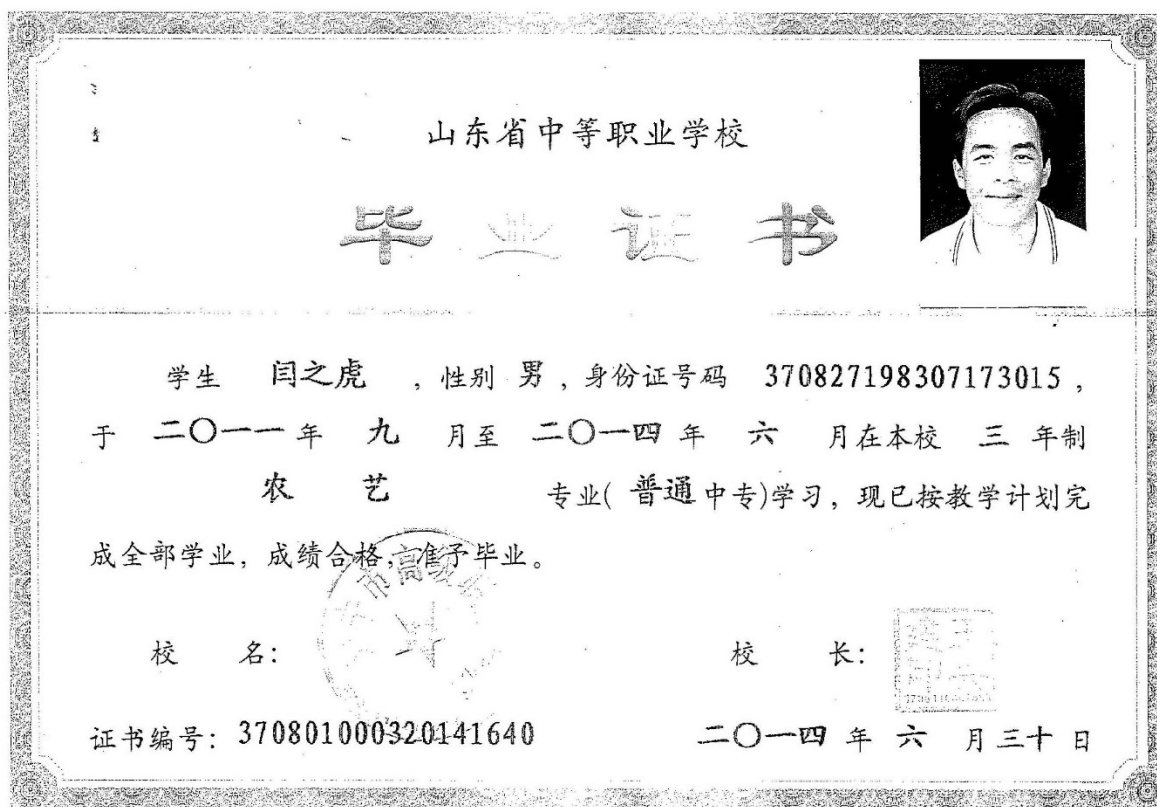 山东省中等职业学校
毕业证书
学生 闫之虎 ，性别 男 ，身份证号码 370827198307173015 ，
于 二〇一一 年 九 月至 二〇一四 年 六 月在本校 三 年制
农 艺 专业( 普通 中专)学习，现已按教学计划完
成全部学业，成绩合格，准予毕业。
市高级职
校 名： 校 长：
证书编号：370801000320141640 二〇一四 年 六 月 三十 日